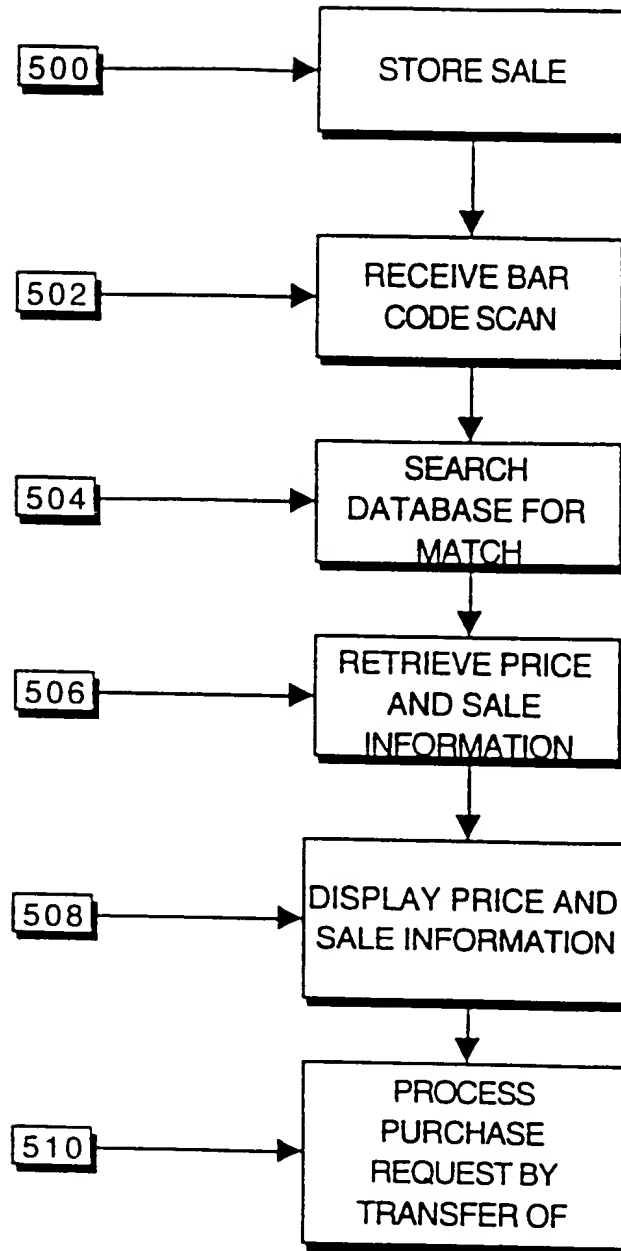 500
STORE SALE
502
RECEIVE BAR
CODE SCAN
504
SEARCH
DATABASE FOR
MATCH
506
RETRIEVE PRICE
AND SALE
INFORMATION
508
DISPLAY PRICE AND
SALE INFORMATION
510
PROCESS
PURCHASE
REQUEST BY
TRANSFER OF